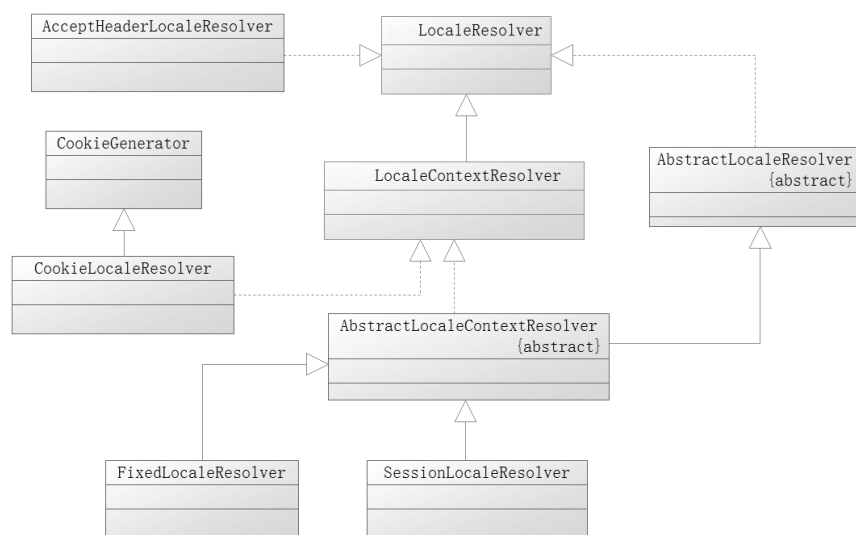 AcceptHeaderLocaleResolver
LocaleResolver
CookieGenerator
AbstractLocaleResolver
{abstract}
LocaleContextResolver
CookieLocaleResolver
AbstractLocaleContextResolver
{abstract}
FixedLocaleResolver
SessionLocaleResolver